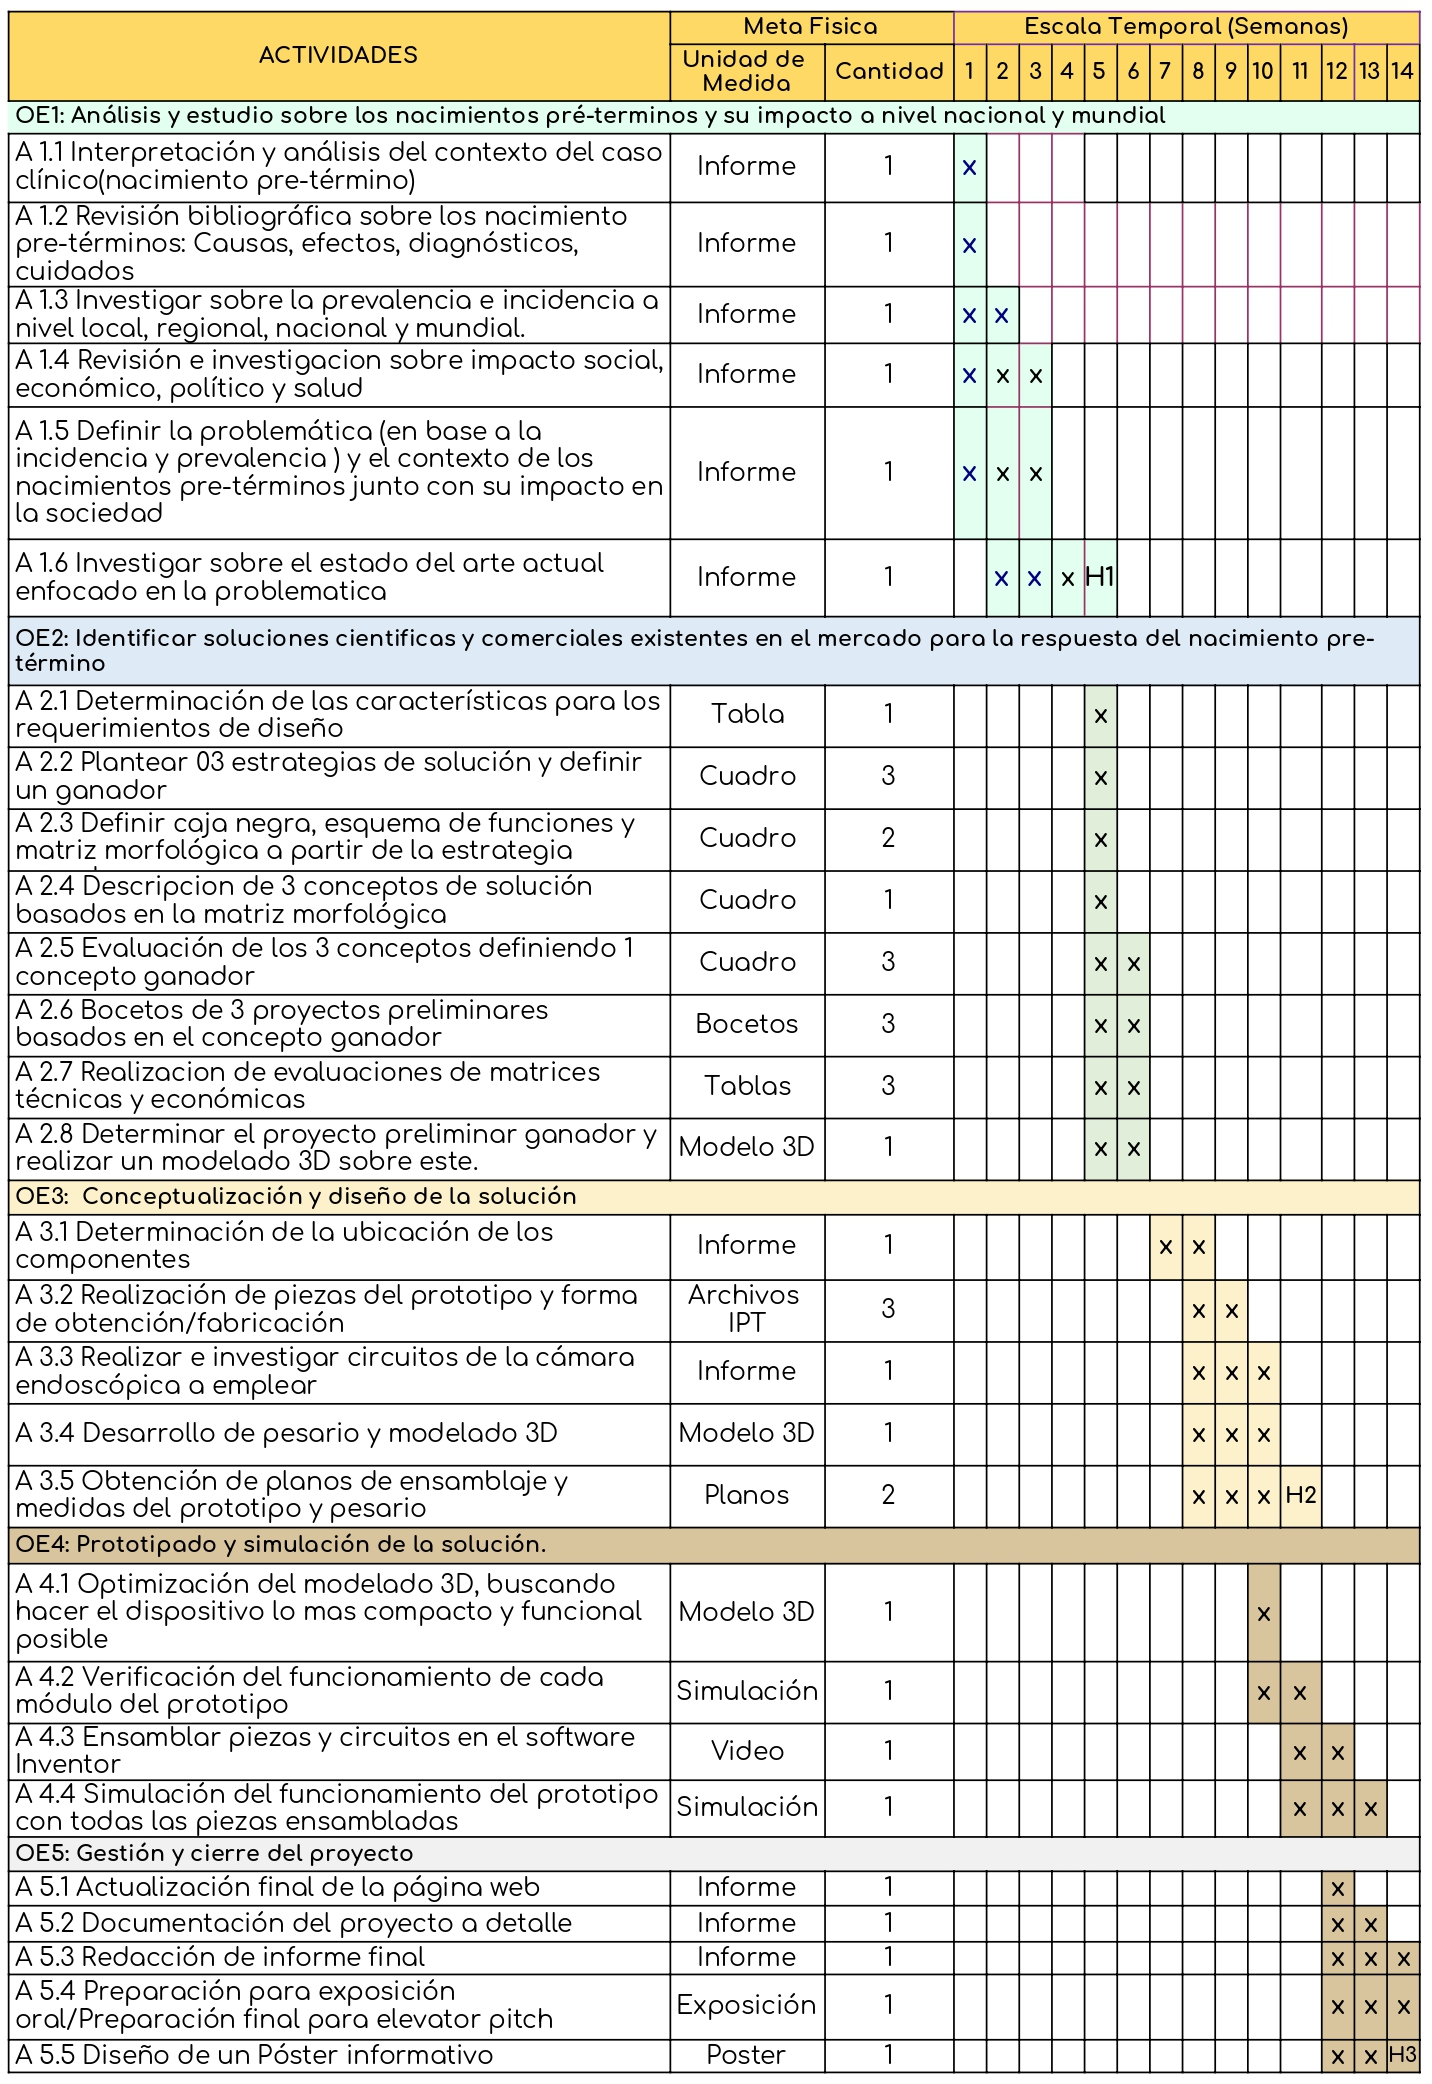 ACTIVIDADES
Meta Fisica
Escala Temporal (Semanas)
Unidad de
Medida
Cantidad
1 2 3 4 5 6 7 8 9 10 11 12 13 14
OE1: Análisis y estudio sobre los nacimientos pré-terminos y su impacto a nivel nacional y mundial
A 1.1 Interpretación y análisis del contexto del caso
clínico(nacimiento pre-término)
Informe
1
x
A 1.2 Revisión bibliográfica sobre los nacimiento
pre-términos: Causas, efectos, diagnósticos,
cuidados
Informe
1
x
A 1.3 Investigar sobre la prevalencia e incidencia a
nivel local, regional, nacional y mundial.
Informe
1
x x
A 1.4 Revisión e investigacion sobre impacto social,
económico, político y salud
Informe
1
x x x
A 1.5 Definir la problemática (en base a la
incidencia y prevalencia ) y el contexto de los
nacimientos pre-términos junto con su impacto en
la sociedad
Informe
1
x x x
A 1.6 Investigar sobre el estado del arte actual
enfocado en la problematica
Informe
1
x x x H1
OE2: Identificar soluciones cientificas y comerciales existentes en el mercado para la respuesta del nacimiento pre-
término
A 2.1 Determinación de las características para los
requerimientos de diseño
Tabla
1
x
A 2.2 Plantear 03 estrategias de solución y definir
un ganador
Cuadro
3
x
A 2.3 Definir caja negra, esquema de funciones y
matriz morfológica a partir de la estrategia
Cuadro
2
x
A 2.4 Descripcion de 3 conceptos de solución
basados en la matriz morfológica
Cuadro
1
x
A 2.5 Evaluación de los 3 conceptos definiendo 1
concepto ganador
Cuadro
3
x x
A 2.6 Bocetos de 3 proyectos preliminares
basados en el concepto ganador
Bocetos
3
x x
A 2.7 Realizacion de evaluaciones de matrices
técnicas y económicas
Tablas
3
x x
A 2.8 Determinar el proyecto preliminar ganador y
realizar un modelado 3D sobre este.
Modelo 3D
1
x x
OE3: Conceptualización y diseño de la solución
A 3.1 Determinación de la ubicación de los
componentes
Informe
1
x x
A 3.2 Realización de piezas del prototipo y forma
de obtención/fabricación
Archivos
IPT
3
x x
A 3.3 Realizar e investigar circuitos de la cámara
endoscópica a emplear
Informe
1
x x x
A 3.4 Desarrollo de pesario y modelado 3D
Modelo 3D
1
x x x
A 3.5 Obtención de planos de ensamblaje y
medidas del prototipo y pesario
Planos
2
x x x H2
OE4: Prototipado y simulación de la solución.
A 4.1 Optimización del modelado 3D, buscando
hacer el dispositivo lo mas compacto y funcional
posible
Modelo 3D
1
x
A 4.2 Verificación del funcionamiento de cada
módulo del prototipo
Simulación
1
x x
A 4.3 Ensamblar piezas y circuitos en el software
Inventor
Video
1
x x
A 4.4 Simulación del funcionamiento del prototipo
con todas las piezas ensambladas
Simulación
1
x x x
OE5: Gestión y cierre del proyecto
A 5.1 Actualización final de la página web
Informe
1
x
A 5.2 Documentación del proyecto a detalle
Informe
1
x x
A 5.3 Redacción de informe final
Informe
1
x x x
A 5.4 Preparación para exposición
oral/Preparación final para elevator pitch
Exposición
1
x x x
A 5.5 Diseño de un Póster informativo
Poster
1
x x H3